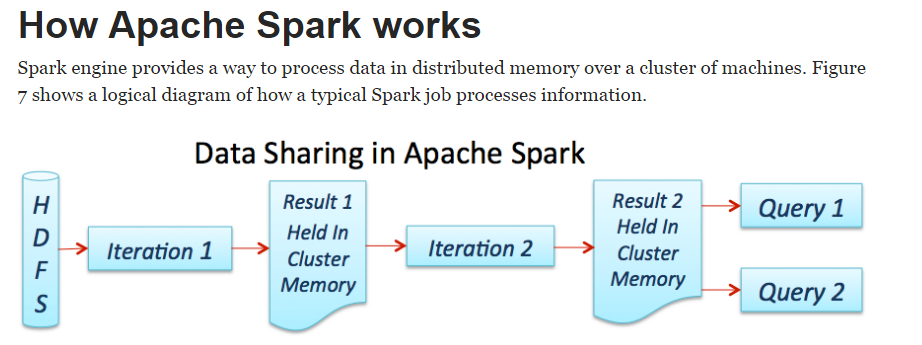 How Apache Spark works
Spark engine provides a way to process data in distributed memory over a cluster of machines. Figure
7 shows a logical diagram of how a typical Spark job processes information.
Data Sharing in Apache Spark
H
D
F
S
Iteration 1
Result 1
Held In
Cluster
Memory
Iteration 2
Result 2
Held In
Cluster
Memory
Query 1
Query 2